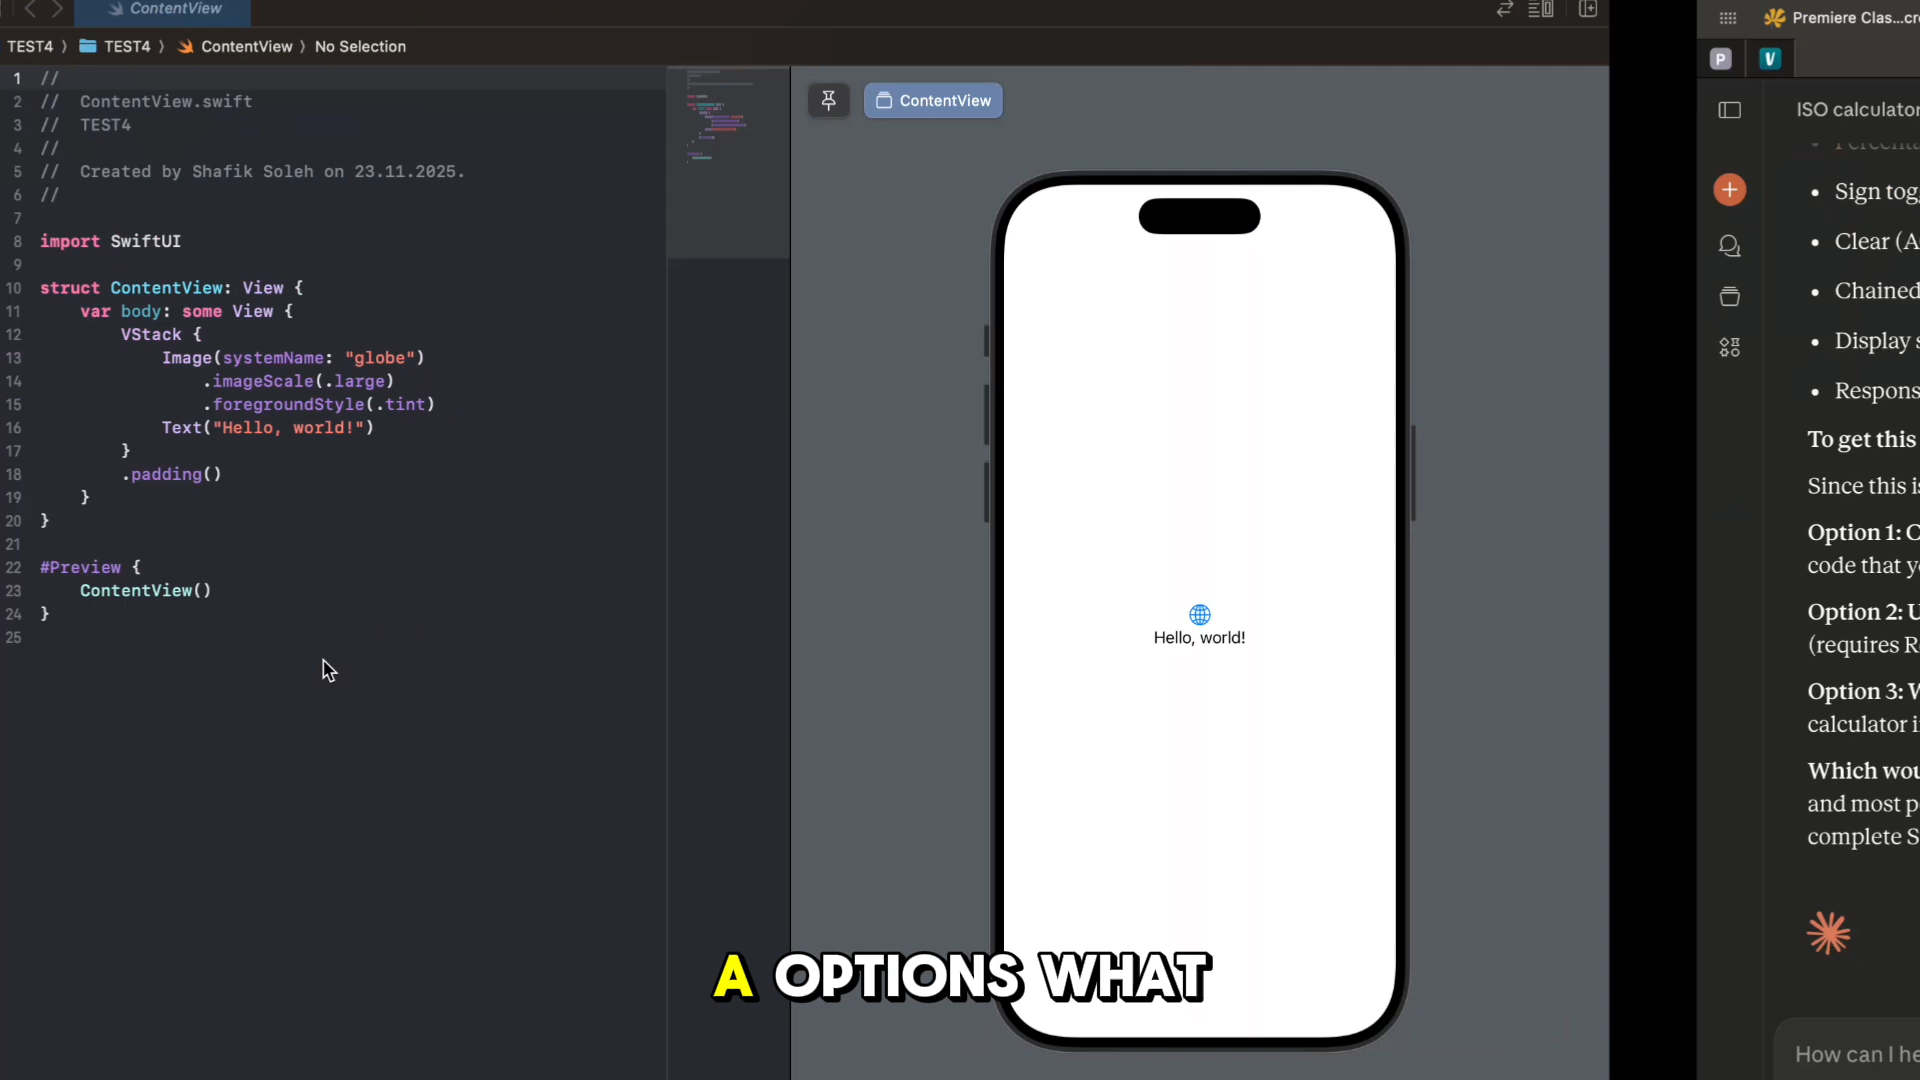 ContentView
TEST4 ⟩ TEST4 ⟩ ContentView ⟩ No Selection
1 //
2 // ContentView.swift
3 // TEST4
4 //
5 // Created by Shafik Soleh on 23.11.2025.
6 //
7
8 import SwiftUI
9
10 struct ContentView: View {
11 var body: some View {
12 VStack {
13 Image(systemName: "globe")
14 .imageScale(.large)
15 .foregroundStyle(.tint)
16 Text("Hello, world!")
17 }
18 .padding()
19 }
20 }
21
22 #Preview {
23 ContentView()
24 }
25
ContentView
Hello, world!
A OPTIONS WHAT
Premiere Clas...cr
P
V
ISO calculator
• Sign tog
• Clear (A
• Chained
• Display s
• Respons
To get this
Since this is
Option 1: C
code that y
Option 2: U
(requires R
Option 3: W
calculator i
Which wou
and most p
complete S
How can I he